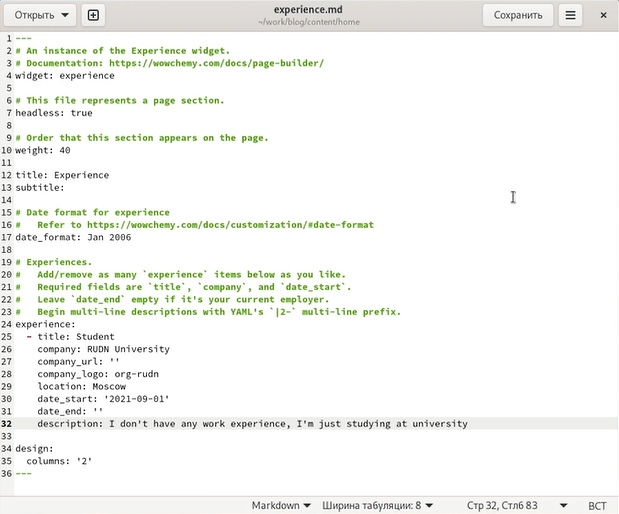 Открыть
experience.md
~/work/blog/content/home
Сохранить
1 ---
2 # An instance of the Experience widget.
3 # Documentation: https://wowchemy.com/docs/page-builder/
4 widget: experience
5
6 # This file represents a page section.
7 headless: true
8
9 # Order that this section appears on the page.
10 weight: 40
11
12 title: Experience
13 subtitle:
14
15 # Date format for experience
16 #   Refer to https://wowchemy.com/docs/customization/#date-format
17 date_format: Jan 2006
18
19 # Experiences.
20 #   Add/remove as many `experience` items below as you like.
21 #   Required fields are `title`, `company`, and `date_start`.
22 #   Leave `date_end` empty if it's your current employer.
23 #   Begin multi-line descriptions with YAML's `|2-` multi-line prefix.
24 experience:
25   - title: Student
26     company: RUDN University
27     company_url: ''
28     company_logo: org-rudn
29     location: Moscow
30     date_start: '2021-09-01'
31     date_end: ''
32     description: I don't have any work experience, I'm just studying at university
33
34 design:
35   columns: '2'
36 ---
Markdown Ширина табуляции: 8 Стр 32, Стлб 83 ВСТ